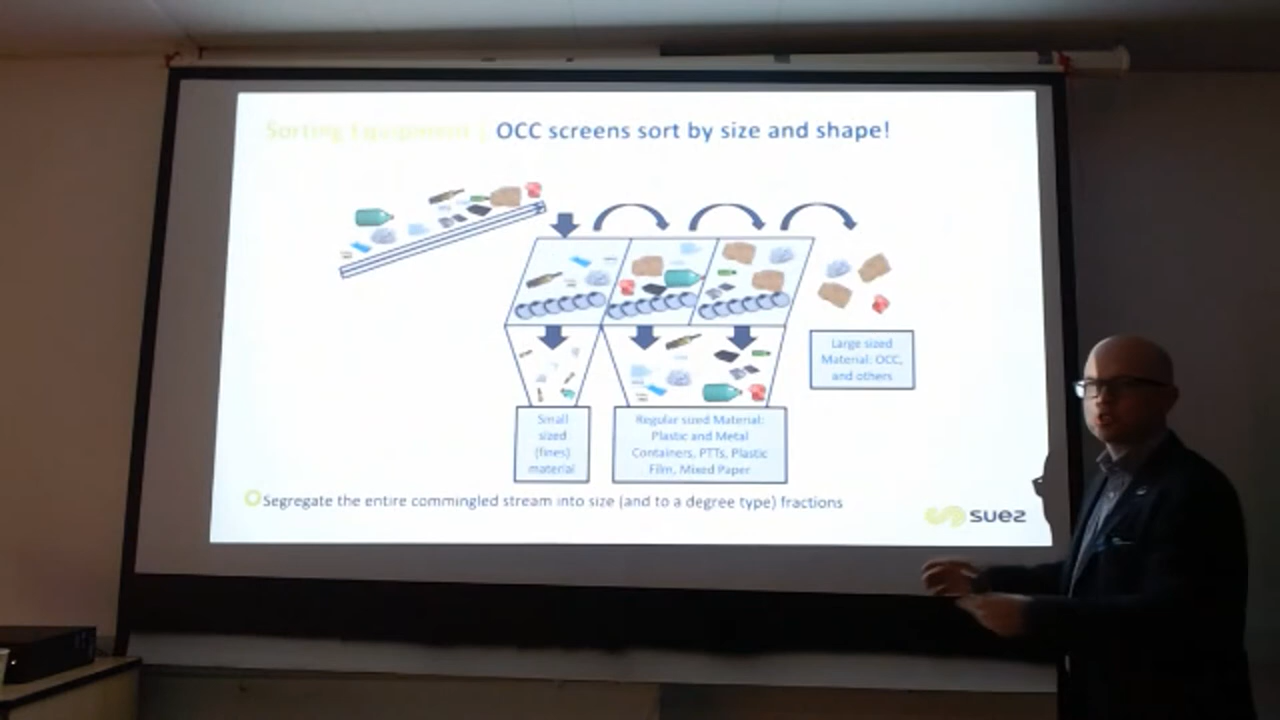 Sorting Equipment | OCC screens sort by size and shape!
Large sized
Material: OCC,
and others
Small
sized
(fines)
material
Regular sized Material:
Plastic and Metal
Containers, PTTs, Plastic
Film, Mixed Paper
Segregate the entire commingled stream into size (and to a degree type) fractions
suez